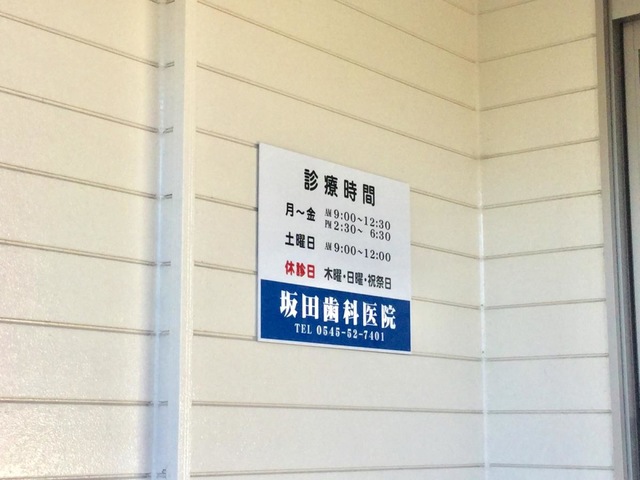 診療時間
月～金 AM 9:00～12:30
PM 2:30～ 6:30
土曜日 AM 9:00～12:00
休診日 木曜・日曜・祝祭日
坂田歯科医院
TEL 0545-52-7401